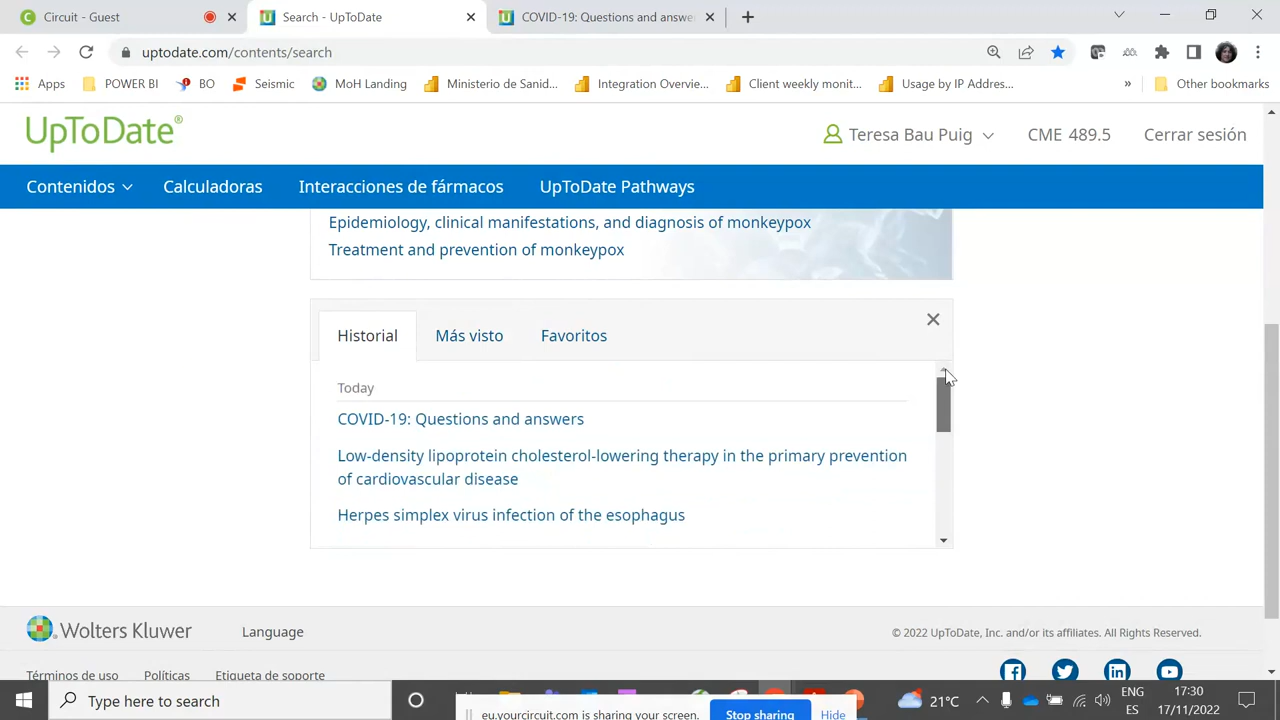 Circuit - Guest
Search - UpToDate
COVID-19: Questions and answe
uptodate.com/contents/search
Apps POWER BI BO Seismic MoH Landing Ministerio de Sanid... Integration Overvie... Client weekly monit... Usage by IP Addres... » Other bookmarks
UpToDate®
Teresa Bau Puig CME 489.5 Cerrar sesión
Contenidos Calculadoras Interacciones de fármacos UpToDate Pathways
Epidemiology, clinical manifestations, and diagnosis of monkeypox
Treatment and prevention of monkeypox
Historial Más visto Favoritos
Today
COVID-19: Questions and answers
Low-density lipoprotein cholesterol-lowering therapy in the primary prevention
of cardiovascular disease
Herpes simplex virus infection of the esophagus
Wolters Kluwer Language © 2022 UpToDate, Inc. and/or its affiliates. All Rights Reserved.
Términos de uso Políticas Etiqueta de soporte
Type here to search
eu.yourcircuit.com is sharing your screen. Stop sharing Hide
21°C
ENG
ES
17:30
17/11/2022